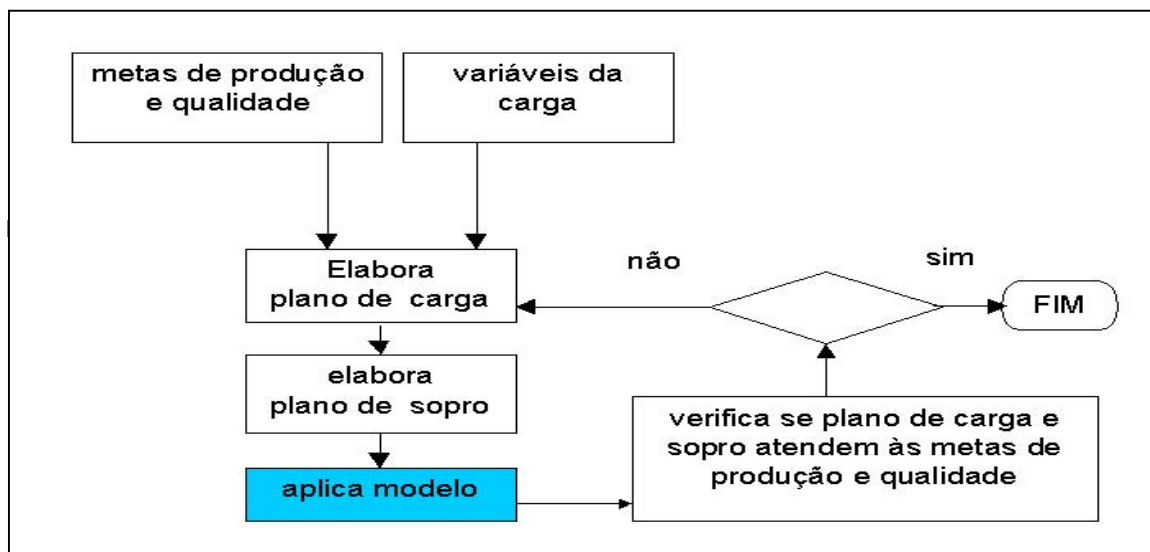 metas de produção
e qualidade
variáveis da
carga
Elabora
plano de carga
não
sim
FIM
elabora
plano de sopro
verifica se plano de carga e
sopro atendem às metas de
produção e qualidade
aplica modelo